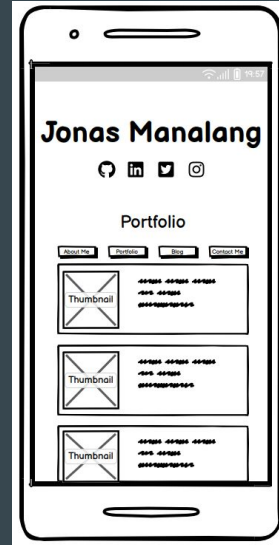 19:57
Jonas Manalang
Portfolio
About Me Portfolio Blog Contact Me
Thumbnail
Thumbnail
Thumbnail